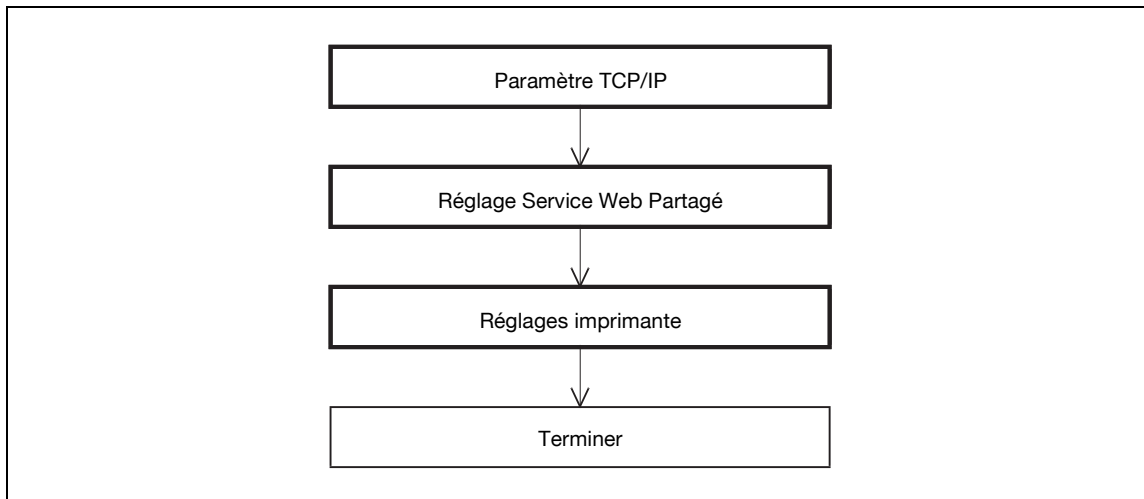 Paramètre TCP/IP
Réglage Service Web Partagé
Réglages imprimante
Terminer